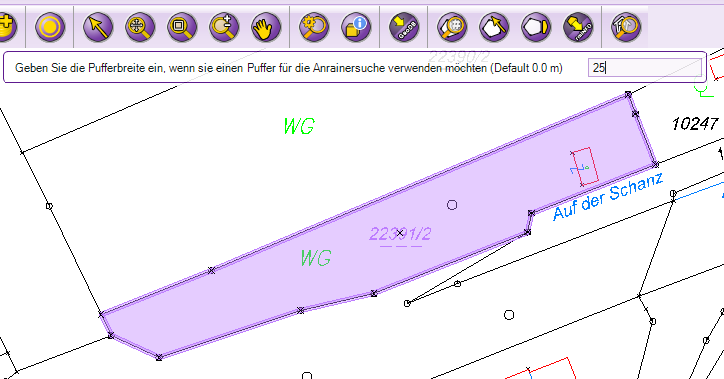 22390/2
Geben Sie die Pufferbreite ein, wenn sie einen Puffer für die Anrainersuche verwenden möchten (Default 0.0 m) 25
WG
10247
Auf der Schanz
22391/2
WG